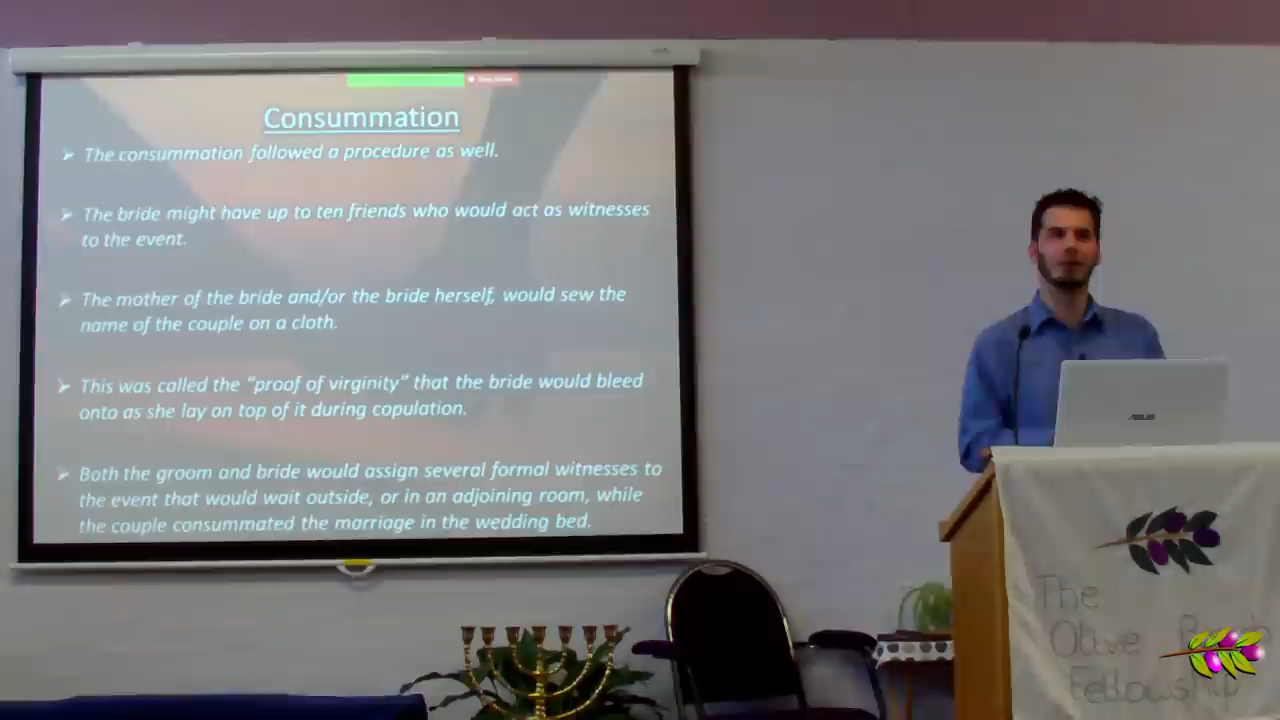 Consummation
➢ The consummation followed a procedure as well.
➢ The bride might have up to ten friends who would act as witnesses
to the event.
➢ The mother of the bride and/or the bride herself, would sew the
name of the couple on a cloth.
➢ This was called the “proof of virginity” that the bride would bleed
onto as she lay on top of it during copulation.
➢ Both the groom and bride would assign several formal witnesses to
the event that would wait outside, or in an adjoining room, while
the couple consummated the marriage in the wedding bed.
ASUS
The
Olive
Fellowship